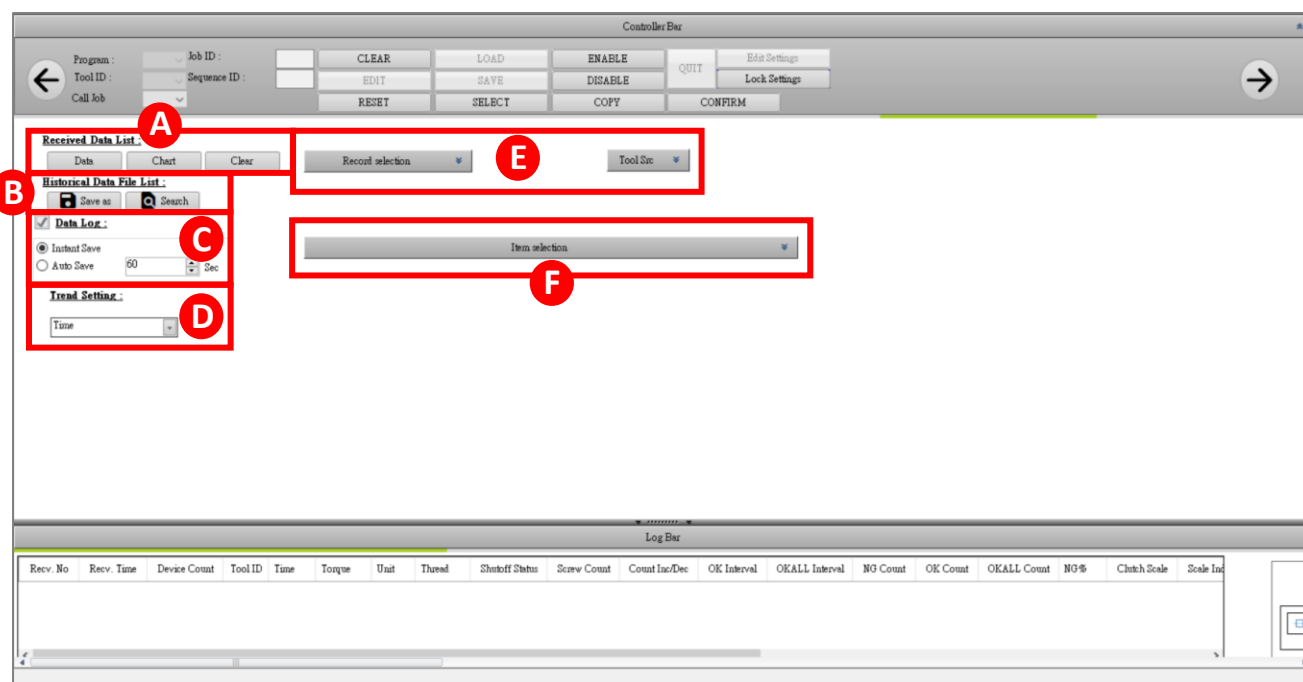 Controller Bar
Program :
Job ID :
CLEAR
LOAD
ENABLE
QUIT
Edit Settings
Tool ID :
Sequence ID :
EDIT
SAVE
DISABLE
Lock Settings
Call Job
RESET
SELECT
COPY
CONFIRM
A
Received Data List :
Data
Chart
Clear
Record selection
E
Tool Src
B
Historical Data File List :
Save as
Search
Data Log :
C
Instant Save
Auto Save
60
Sec
Item selection
F
Trend Setting :
D
Time
Log Bar
Recv. No
Recv. Time
Device Count
Tool ID
Time
Torque
Unit
Thread
Shutoff Status
Screw Count
Count Inc/Dec
OK Interval
OKALL Interval
NG Count
OK Count
OKALL Count
NG%
Clutch Scale
Scale Ind